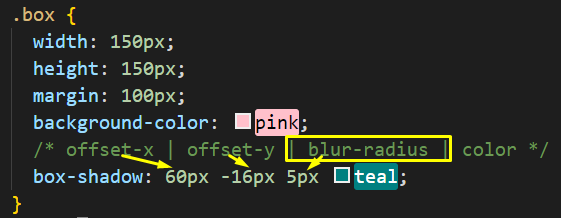 .box {
width: 150px;
height: 150px;
margin: 100px;
background-color: pink;
/* offset-x | offset-y | blur-radius | color */
box-shadow: 60px -16px 5px teal;
}